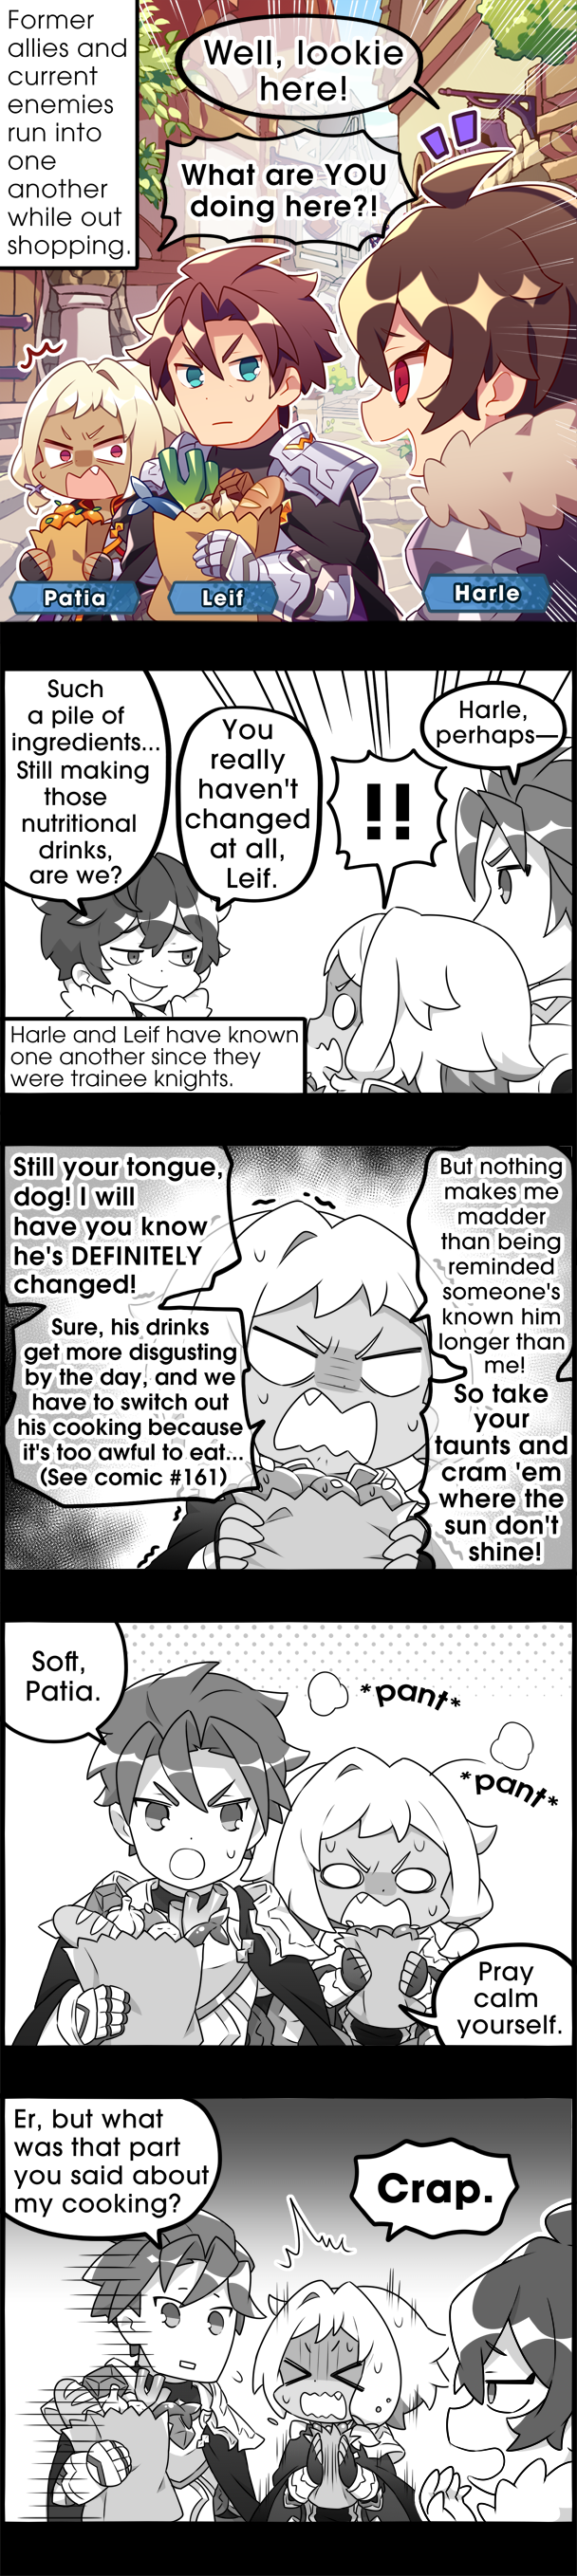 Former
allies and
current
enemies
run into
one
another
while out
shopping.
Well, lookie
here!
What are YOU
doing here?!
Patia
Leif
Harle
Harle,
perhaps—
!!
You
really
haven't
changed
at all,
Leif.
Such
a pile of
ingredients...
Still making
those
nutritional
drinks,
are we?
Harle and Leif have known
one another since they
were trainee knights.
Still your tongue,
dog! I will
have you know
he's DEFINITELY
changed!
Sure, his drinks
get more disgusting
by the day, and we
have to switch out
his cooking because
it's too awful to eat...
(See comic #161)
But nothing
makes me
madder
than being
reminded
someone's
known him
longer than
me!
So take
your
taunts and
cram 'em
where the
sun don't
shine!
Soft,
Patia.
*pant*
*pant*
Pray
calm
yourself.
Er, but what
was that part
you said about
my cooking?
Crap.